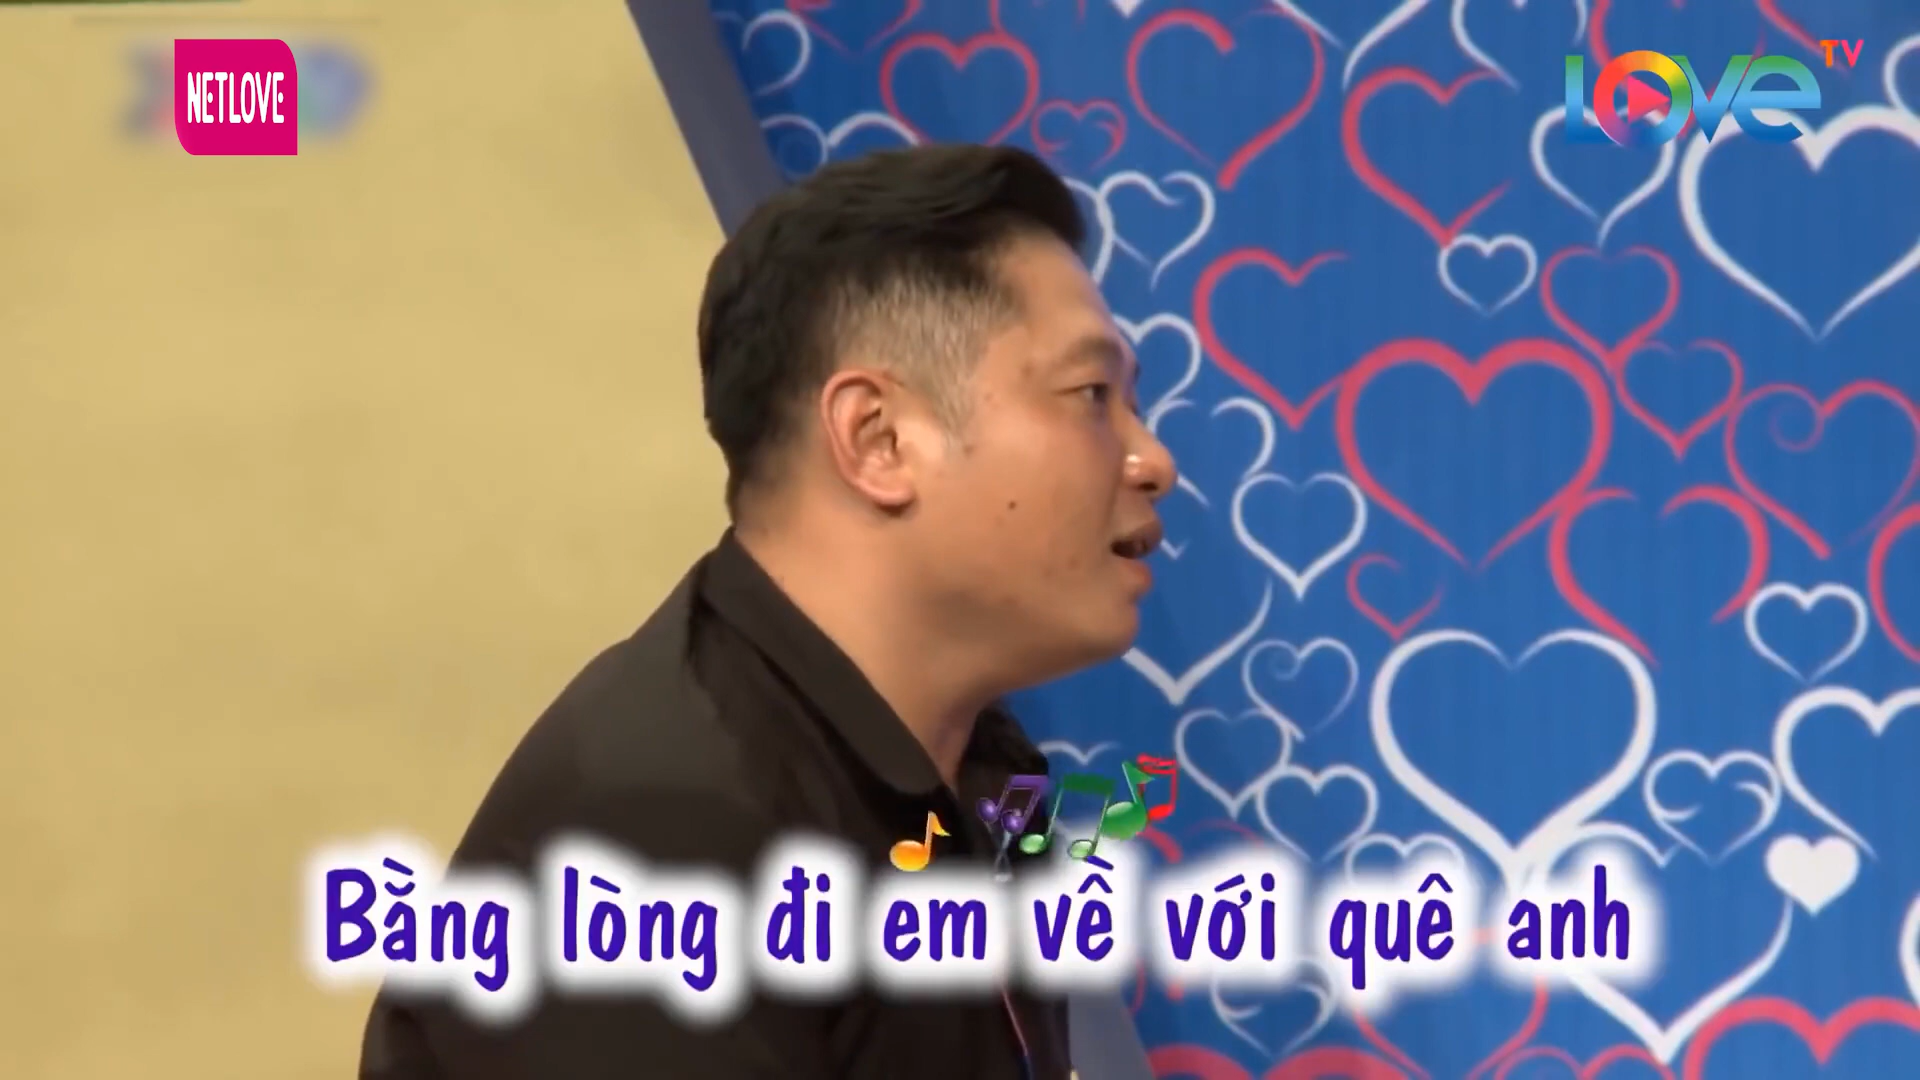 NETLOVE
LOVE TV
Bằng lòng đi em về với quê anh